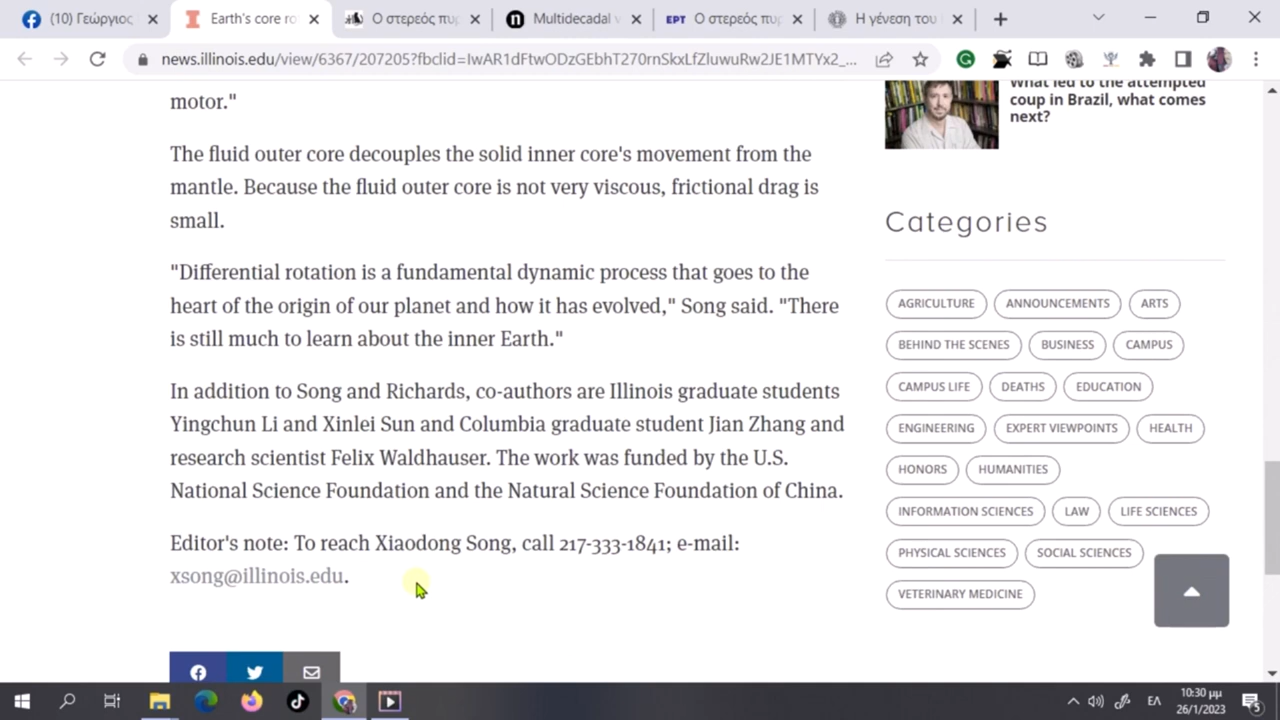 (10) Γεώργιος
Earth's core ro
Ο στερεός πυρ
Multidecadal v
EPT
Ο στερεός πυρ
Η γένεση του
news.illinois.edu/view/6367/207205?fbclid=IwAR1dFtwODzGEbhT270rnSkxLfZluwuRw2JE1MTYx2_...
motor."
The fluid outer core decouples the solid inner core's movement from the
mantle. Because the fluid outer core is not very viscous, frictional drag is
small.
"Differential rotation is a fundamental dynamic process that goes to the
heart of the origin of our planet and how it has evolved," Song said. "There
is still much to learn about the inner Earth."
In addition to Song and Richards, co-authors are Illinois graduate students
Yingchun Li and Xinlei Sun and Columbia graduate student Jian Zhang and
research scientist Felix Waldhauser. The work was funded by the U.S.
National Science Foundation and the Natural Science Foundation of China.
Editor's note: To reach Xiaodong Song, call 217-333-1841; e-mail:
xsong@illinois.edu.
What led to the attempted
coup in Brazil, what comes
next?
Categories
AGRICULTURE
ANNOUNCEMENTS
ARTS
BEHIND THE SCENES
BUSINESS
CAMPUS
CAMPUS LIFE
DEATHS
EDUCATION
ENGINEERING
EXPERT VIEWPOINTS
HEALTH
HONORS
HUMANITIES
INFORMATION SCIENCES
LAW
LIFE SCIENCES
PHYSICAL SCIENCES
SOCIAL SCIENCES
VETERINARY MEDICINE
ΕΛ
10:30 μμ
26/1/2023
5